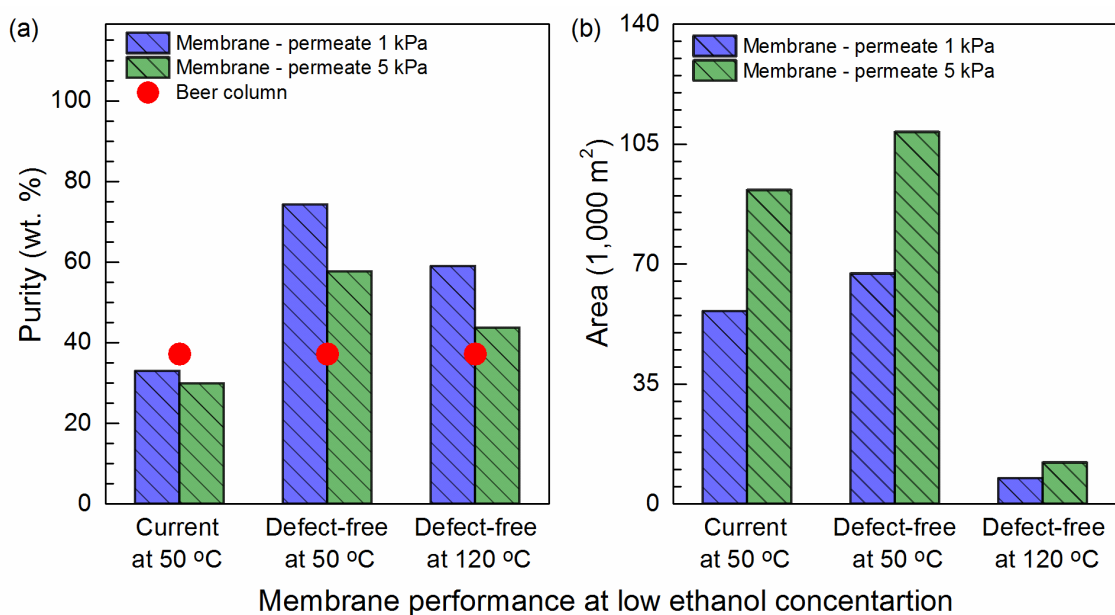 (a)
Membrane - permeate 1 kPa
Membrane - permeate 5 kPa
Beer column
Purity (wt. %)
100
80
60
40
20
0
Current
at 50 ºC
Defect-free
at 50 ºC
Defect-free
at 120 ºC
(b)
Membrane - permeate 1 kPa
Membrane - permeate 5 kPa
Area (1,000 m²)
140
105
70
35
0
Current
at 50 ºC
Defect-free
at 50 ºC
Defect-free
at 120 ºC
Membrane performance at low ethanol concentartion